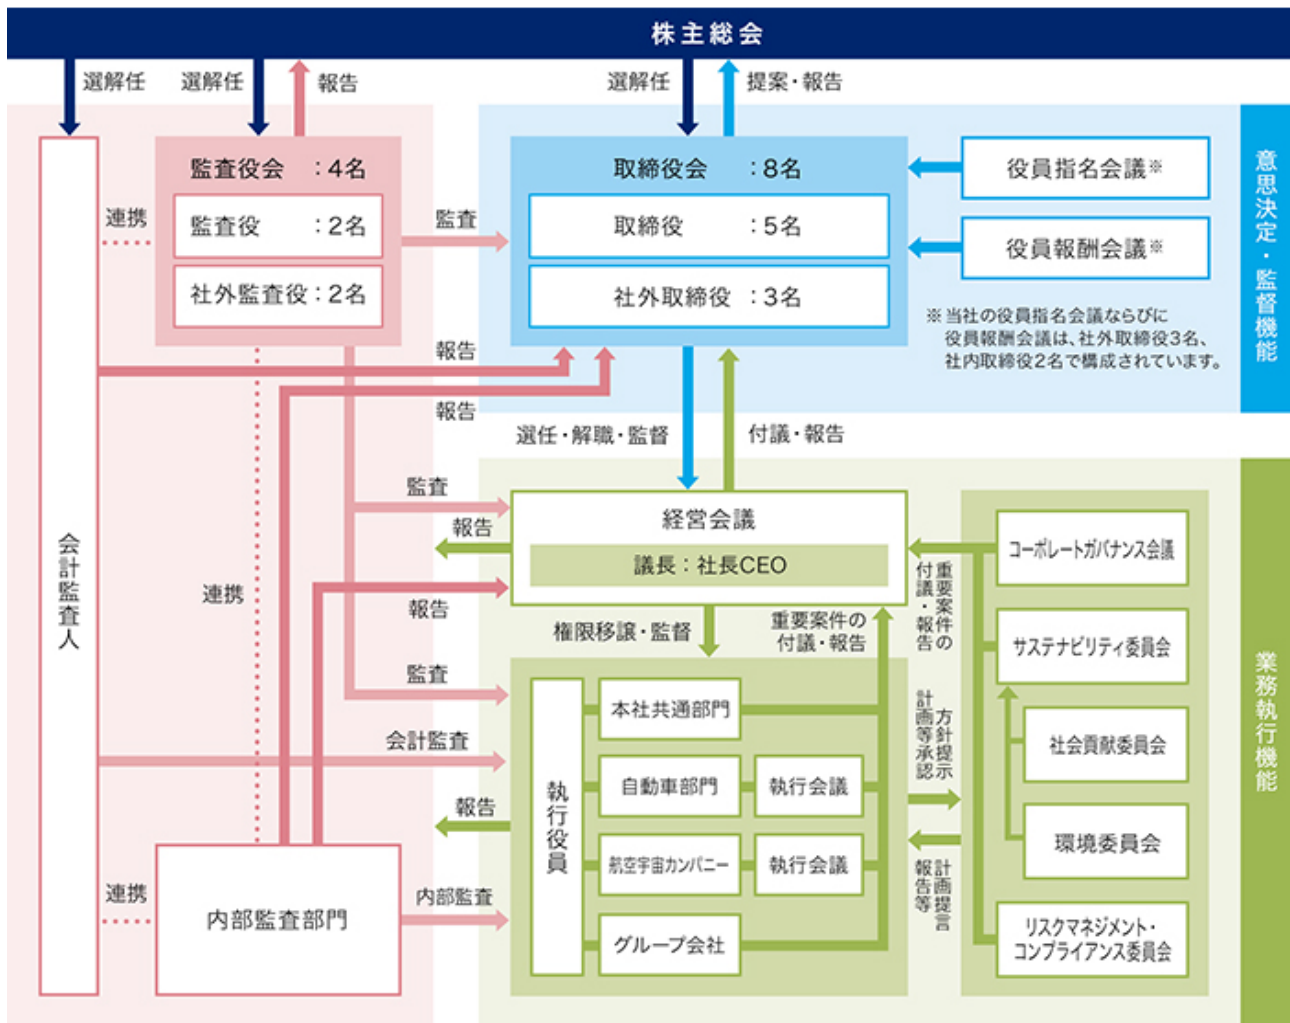 株主総会
選解任
選解任
報告
選解任
提案・報告
監査役会　：4名
監査役　：2名
社外監査役：2名
連携
監査
取締役会　：8名
取締役　：5名
社外取締役　：3名
役員指名会議※
役員報酬会議※
※当社の役員指名会議ならびに
役員報酬会議は、社外取締役3名、
社内取締役2名で構成されています。
意思決定・監督機能
報告
報告
選任・解職・監督
付議・報告
会計監査人
連携
監査
報告
報告
監査
会計監査
報告
経営会議
議長：社長CEO
権限移譲・監督
重要案件の
付議・報告
重要案件の
付議・報告
コーポレートガバナンス会議
サステナビリティ委員会
社会貢献委員会
環境委員会
リスクマネジメント・
コンプライアンス委員会
業務執行機能
執行役員
本社共通部門
自動車部門
執行会議
航空宇宙カンパニー
執行会議
グループ会社
方針提示
計画等承認
計画提言
報告等
連携
内部監査部門
内部監査